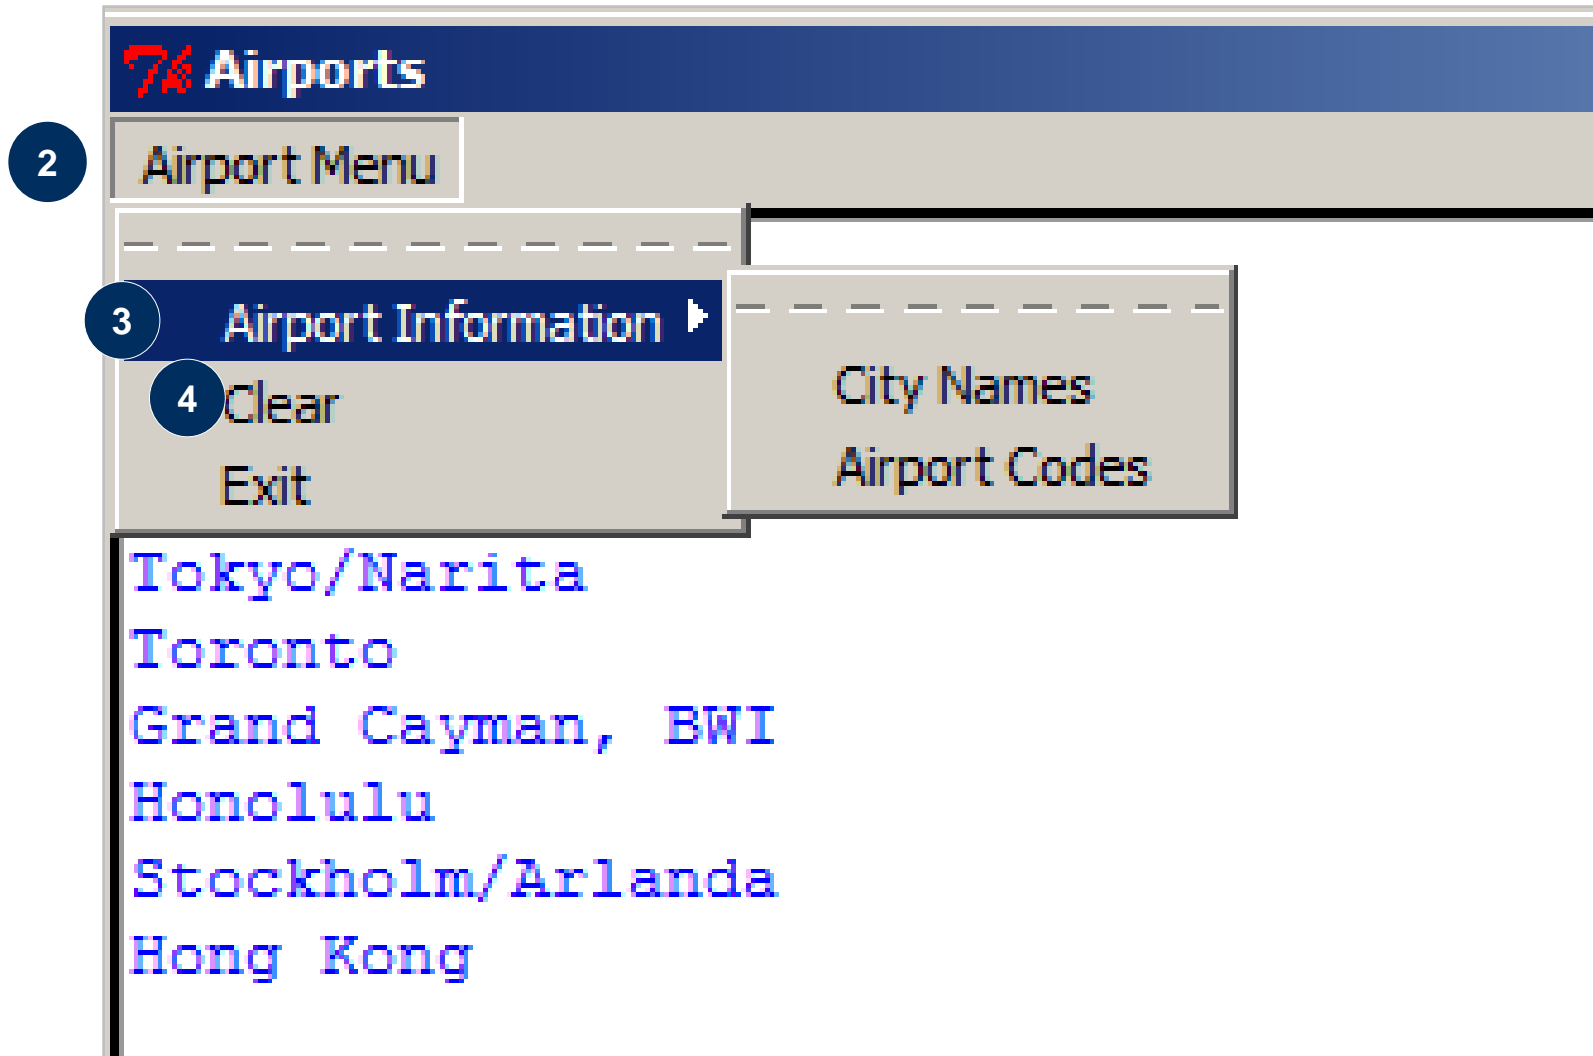 Airports
2 Airport Menu
3 Airport Information
City Names
4 Clear
Airport Codes
Exit
Tokyo/Narita
Toronto
Grand Cayman, BWI
Honolulu
Stockholm/Arlanda
Hong Kong